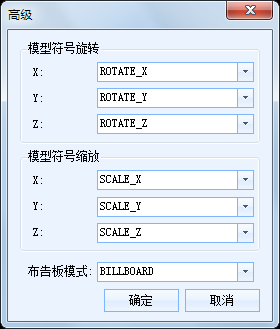 高级
模型符号旋转
X: ROTATE_X
Y: ROTATE_Y
Z: ROTATE_Z
模型符号缩放
X: SCALE_X
Y: SCALE_Y
Z: SCALE_Z
布告板模式: BILLBOARD
确定 取消